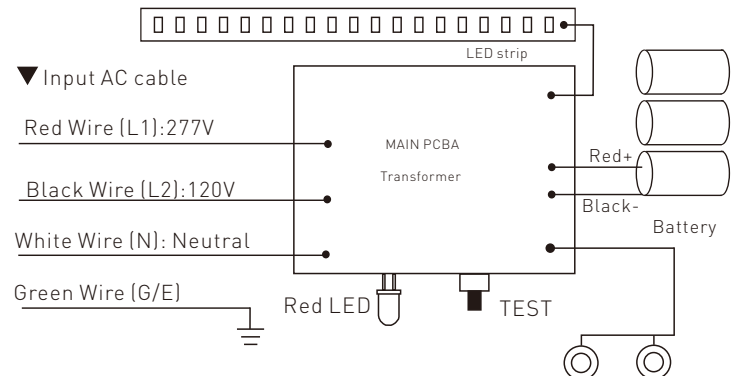 LED strip
▼ Input AC cable
Red Wire (L1):277V
MAIN PCBA
Transformer
Red+
Black Wire (L2):120V
Black-
Battery
White Wire (N): Neutral
Green Wire (G/E)
Red LED
TEST